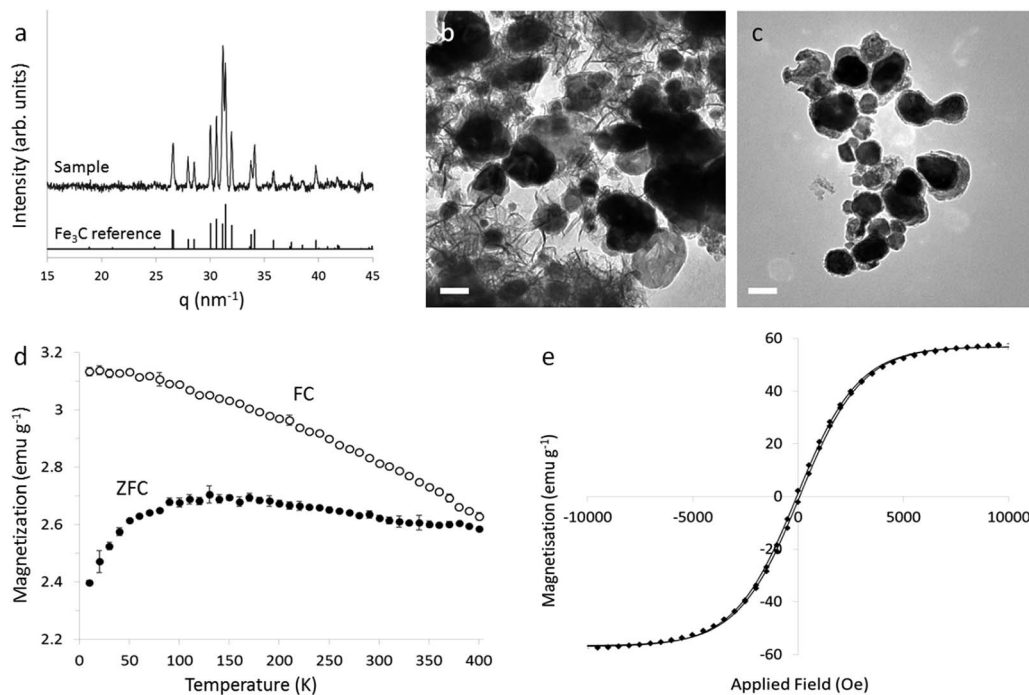 a
Intensity (arb. units)
Sample
Fe₃C reference
15 20 25 30 35 40 45
q (nm⁻¹)
b
c
d
Magnetization (emu g⁻¹)
3.2
3
2.8
2.6
2.4
2.2
FC
ZFC
0 50 100 150 200 250 300 350 400
Temperature (K)
e
Magnetisation (emu g⁻¹)
60
40
20
0
-20
-40
-60
-10000 -5000 0 5000 10000
Applied Field (Oe)